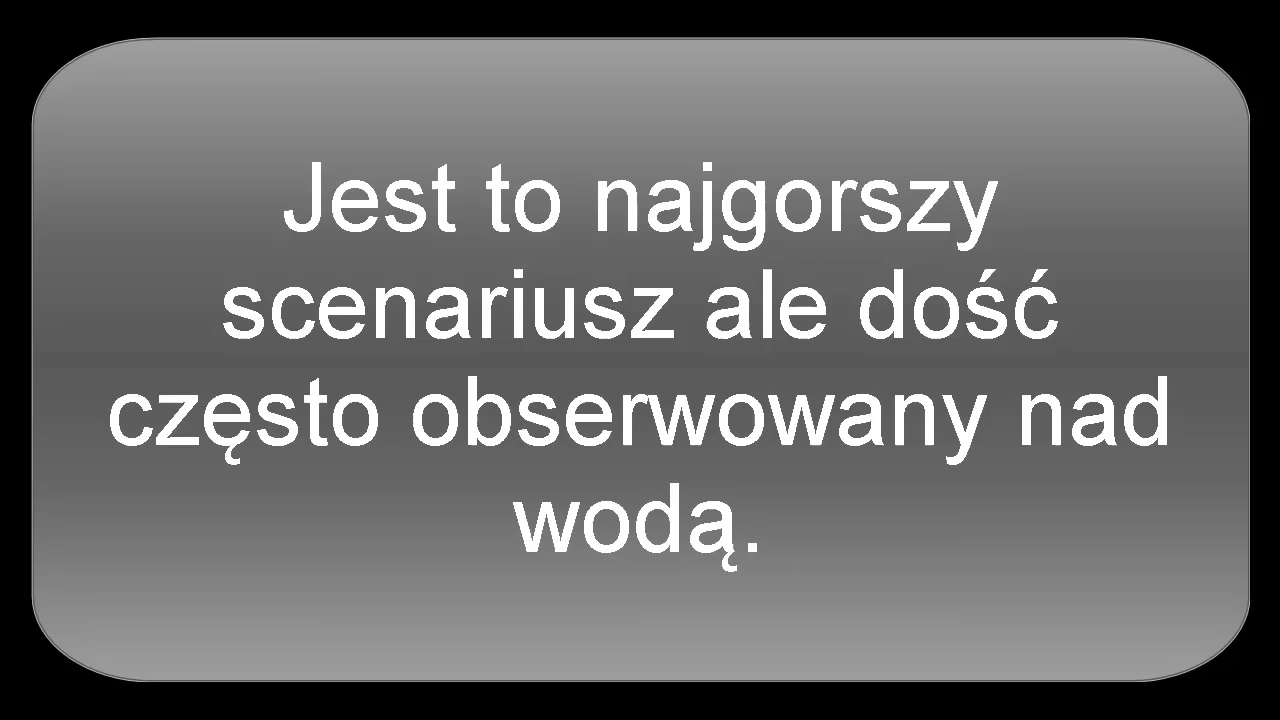 Jest to najgorszy
scenariusz ale dość
często obserwowany nad
wodą.